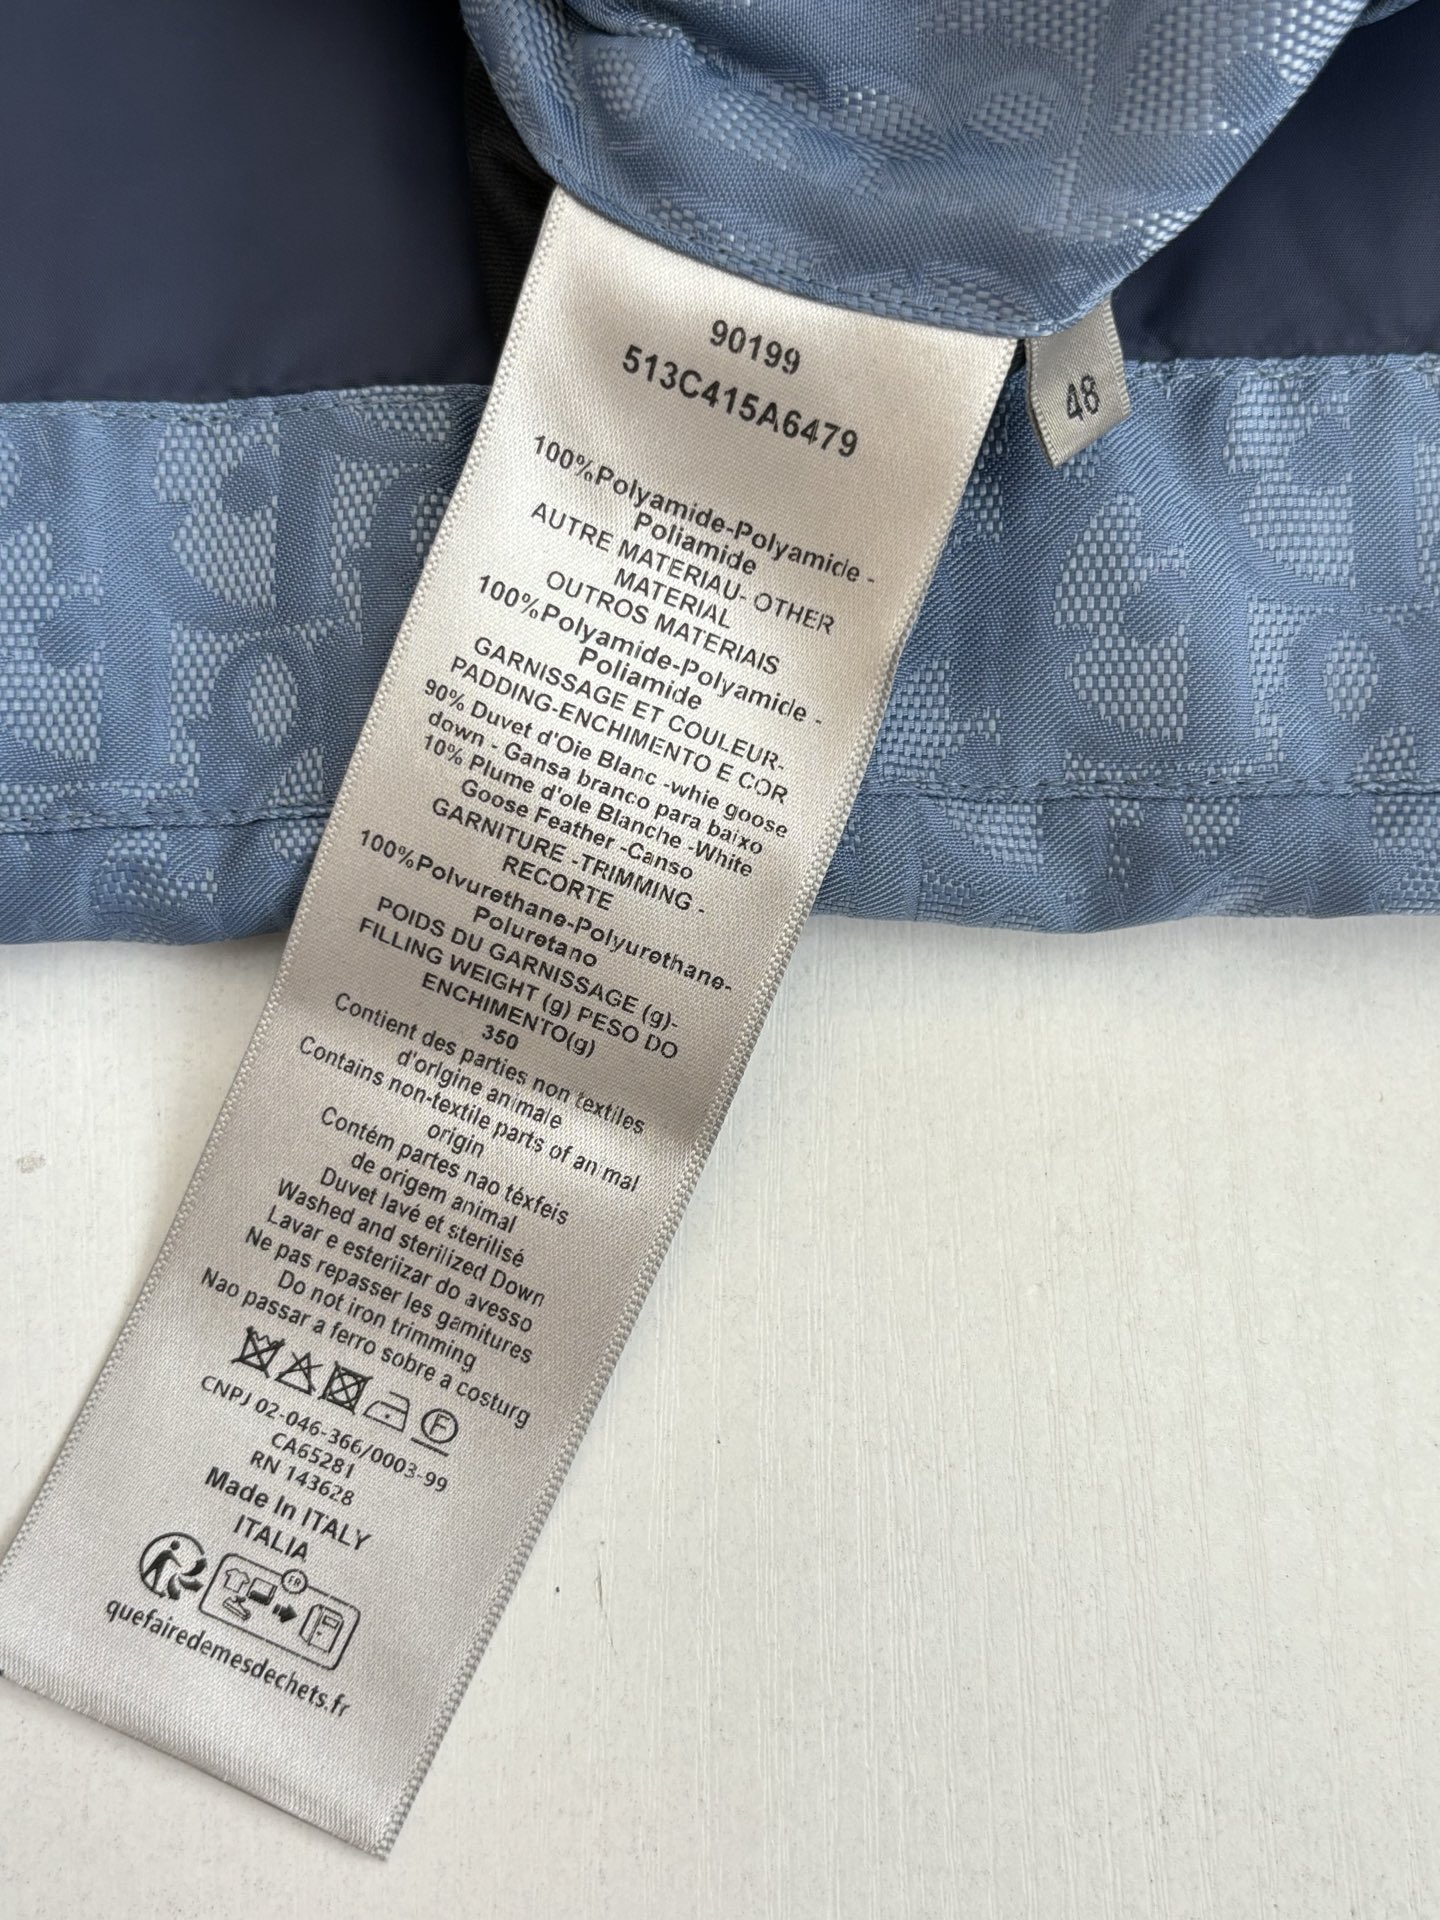 90199
513C415A6479
48
100%Polyamide-Polyamide -
Poliamide
AUTRE MATERIAU- OTHER
MATERIAL
OUTROS MATERIAIS
100%Polyamide-Polyamide -
Poliamide
GARNISSAGE ET COULEUR-
PADDING-ENCHIMENTO E COR
90% Duvet d'Oie Blanc -whie goose
down - Gansa branco para baixo
10% Plume d'oie Blanche -White
Goose Feather -Canso
GARNITURE -TRIMMING -
RECORTE
100%Polvurethane-Polyurethane-
Poluretano
POIDS DU GARNISSAGE (g)-
FILLING WEIGHT (g) PESO DO
ENCHIMENTO(g)
350
Contient des parties non textiles
d'orlgine animale
Contains non-textile parts of animal
origin
Contém partes nao téxfeis
de origem animal
Duvet lavé et sterilisé
Washed and sterilized Down
Lavar e esteriizar do avesso
Ne pas repasser les gamitures
Do not iron trimming
Nao passar a ferro sobre a costurg
F
CNPJ 02-046-366/0003-99
CA65281
RN 143628
Made In ITALY
ITALIA
FR
quefairedemesdechets.fr